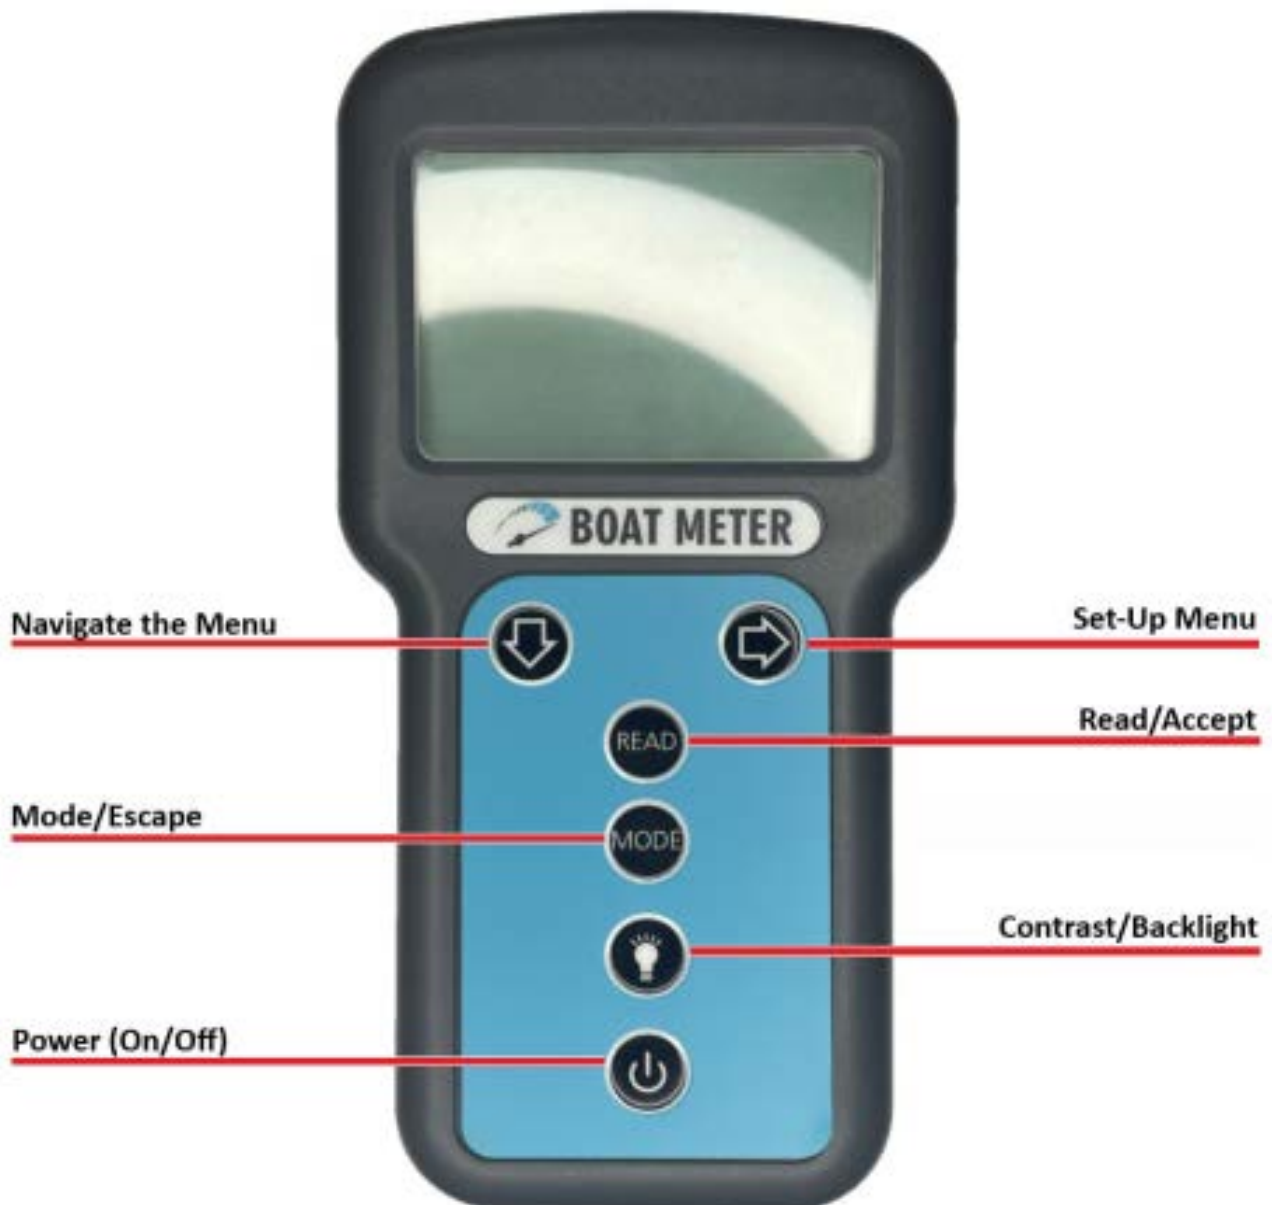 BOAT METER
Navigate the Menu
Set-Up Menu
READ
Read/Accept
Mode/Escape
MODE
Contrast/Backlight
Power (On/Off)